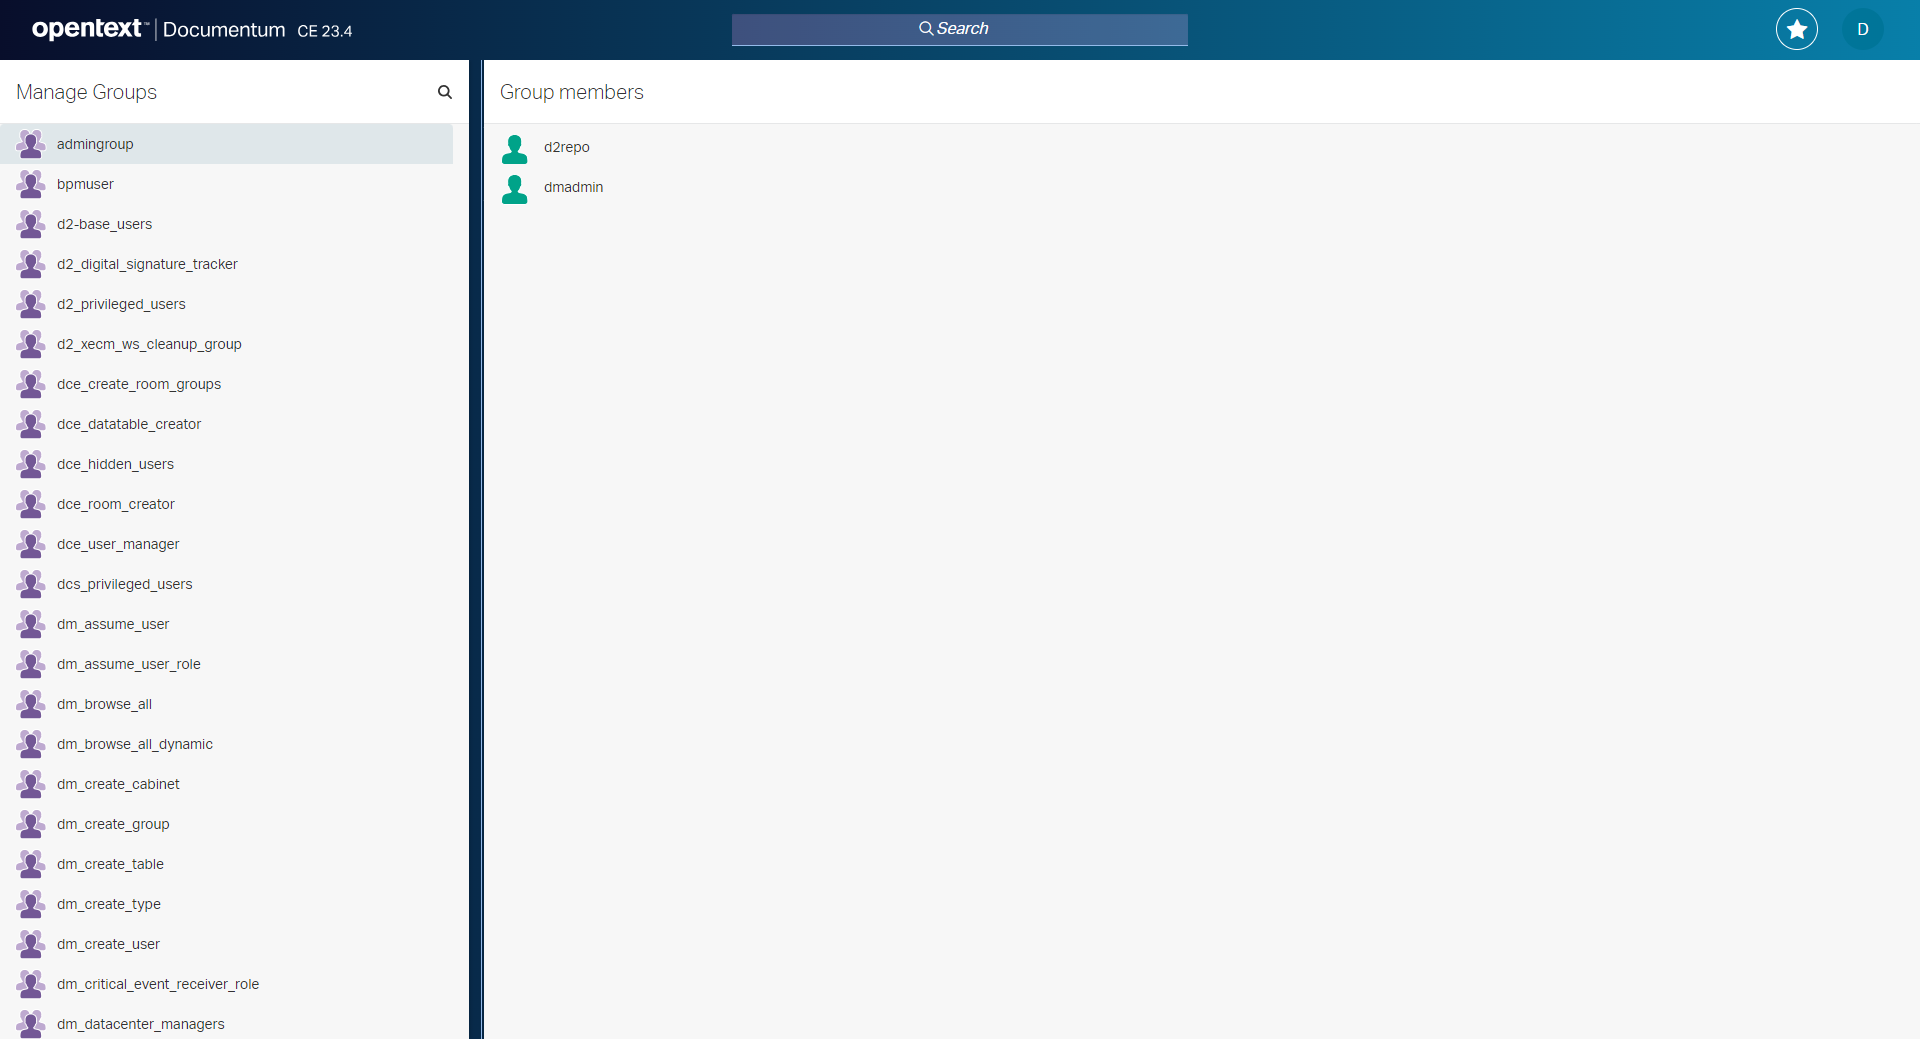 opentext™ | Documentum CE 23.4
Search
D
Manage Groups
admingroup
bpmuser
d2-base_users
d2_digital_signature_tracker
d2_privileged_users
d2_xecm_ws_cleanup_group
dce_create_room_groups
dce_datatable_creator
dce_hidden_users
dce_room_creator
dce_user_manager
dcs_privileged_users
dm_assume_user
dm_assume_user_role
dm_browse_all
dm_browse_all_dynamic
dm_create_cabinet
dm_create_group
dm_create_table
dm_create_type
dm_create_user
dm_critical_event_receiver_role
dm_datacenter_managers
Group members
d2repo
dmadmin